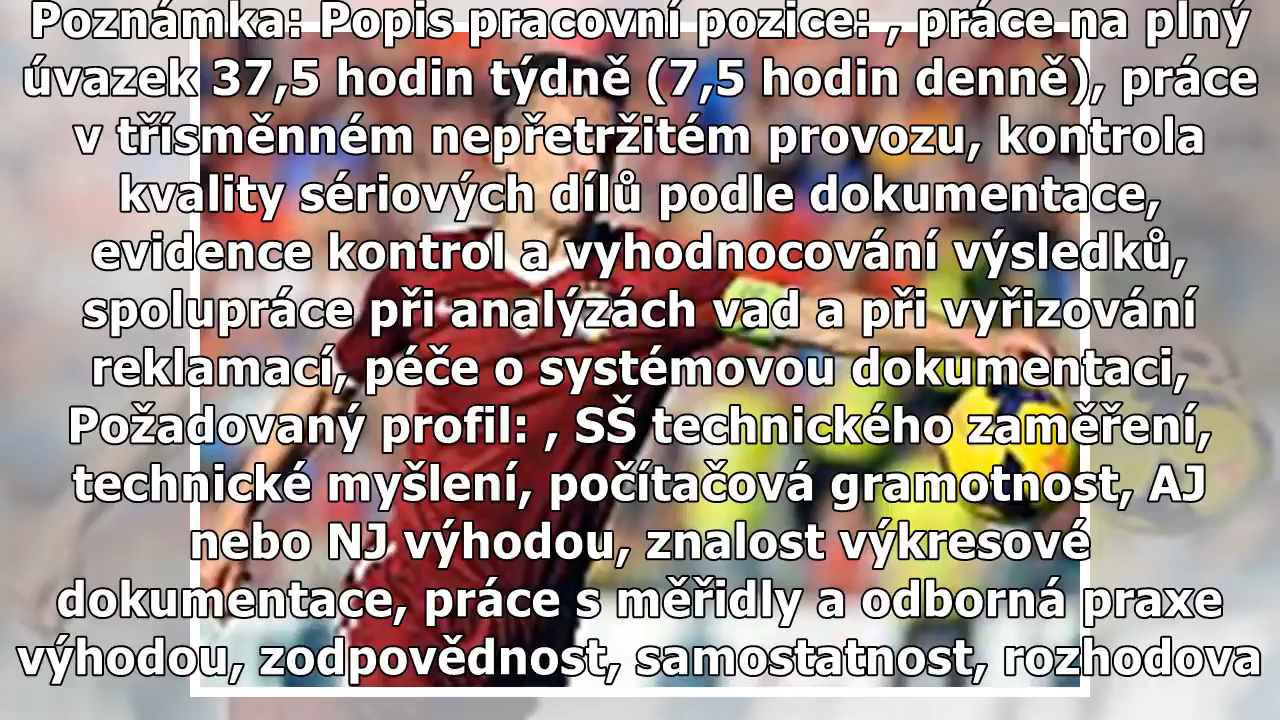 Poznámka: Popis pracovní pozice: , práce na plný
úvazek 37,5 hodin týdně (7,5 hodin denně), práce
v třísměnném nepřetržitém provozu, kontrola
kvality sériových dílů podle dokumentace,
evidence kontrol a vyhodnocování výsledků,
spolupráce při analýzách vad a při vyřizování
reklamací, péče o systémovou dokumentaci,
Požadovaný profil: , SŠ technického zaměření,
technické myšlení, počítačová gramotnost, AJ
nebo NJ výhodou, znalost výkresové
dokumentace, práce s měřidly a odborná praxe
výhodou, zodpovědnost, samostatnost, rozhodova